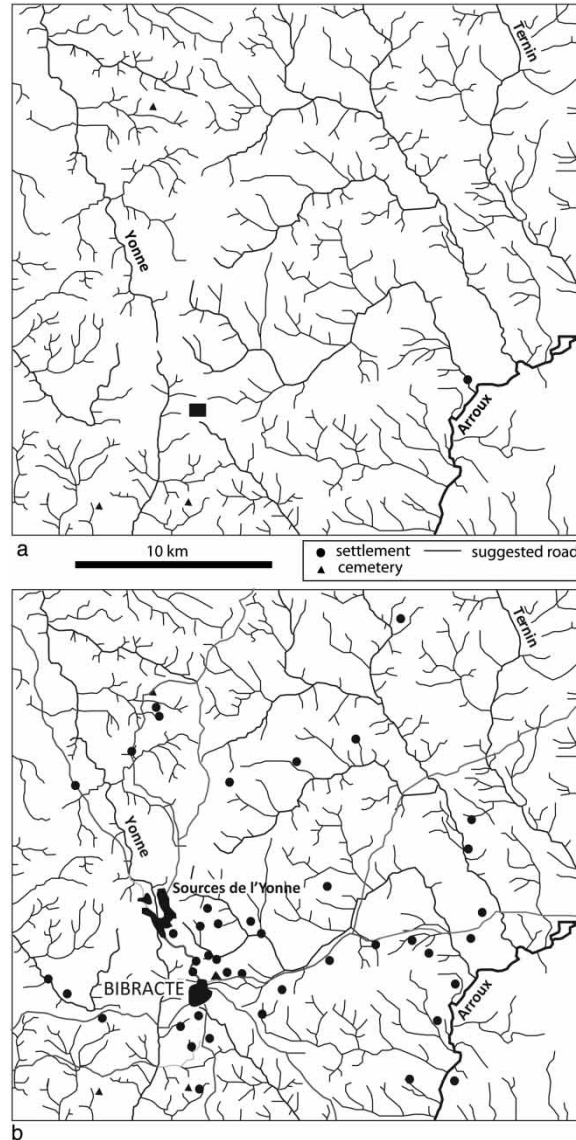 Ternin
Yonne
Arroux
a
10 km
settlement
suggested road
cemetery
Ternin
Yonne
Sources de l'Yonne
BIBRACTE
Arroux
b